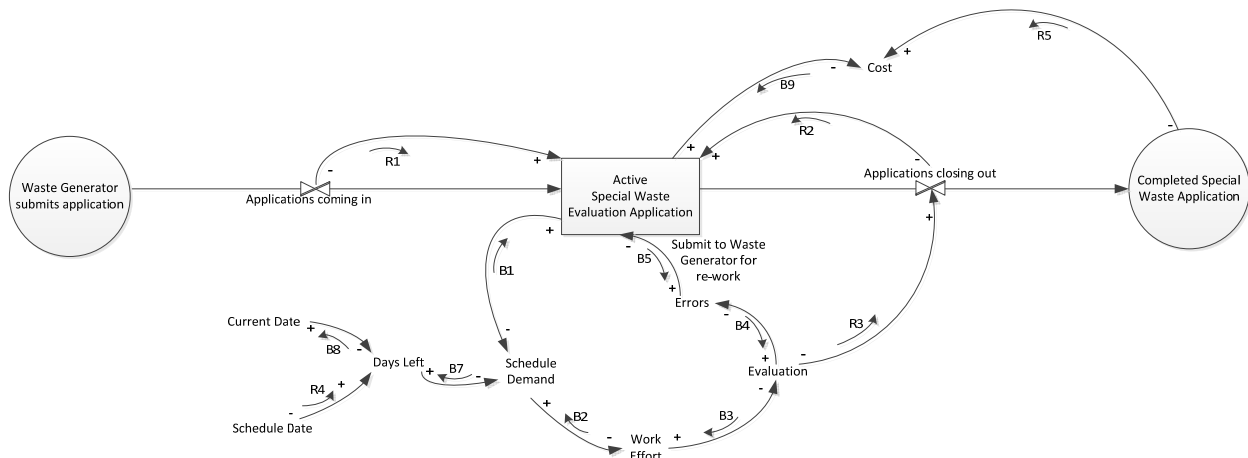 R5
+
-
Cost
B9
R2
-
+
-
R1
+
+
+
-
Waste Generator
submits application
Applications coming in
Active
Special Waste
Evaluation Application
Applications closing out
Completed Special
Waste Application
+
+
B1
-
B5
Submit to Waste
Generator for
re-work
+
Errors
-
B4
+
R3
Current Date
+
B8
-
-
Days Left
+
B7
-
Schedule
Demand
Evaluation
-
-
R4
+
-
Schedule Date
+
B2
-
Work
Effort
+
B3